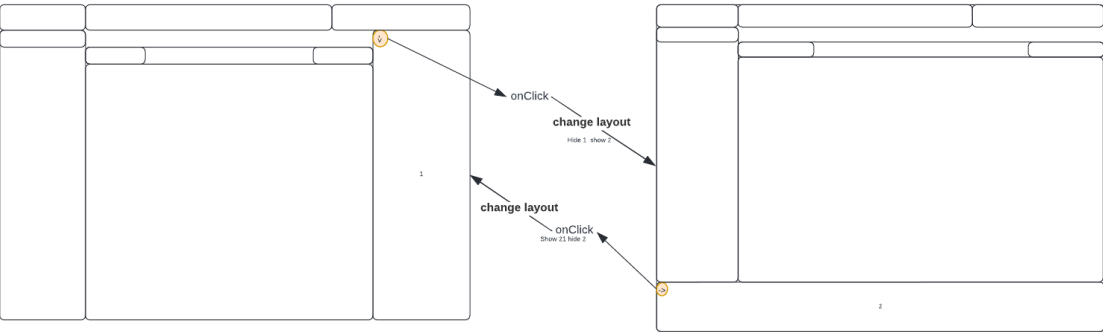 onClick
change layout
Hide 1 show 2
1
change layout
onClick
Show 21 hide 2
->
2